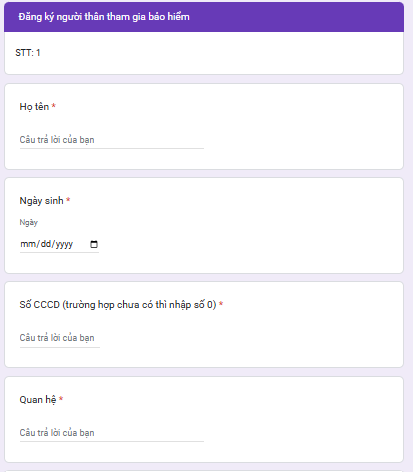 Đăng ký người thân tham gia bảo hiểm
STT: 1
Họ tên *
Câu trả lời của bạn
Ngày sinh *
Ngày
mm/dd/yyyy
Số CCCD (trường hợp chưa có thì nhập số 0) *
Câu trả lời của bạn
Quan hệ *
Câu trả lời của bạn